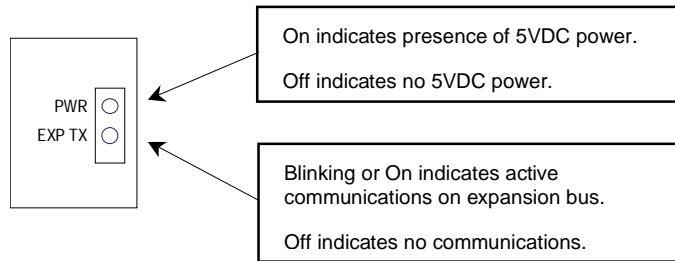 PWR
EXP TX
On indicates presence of 5VDC power.
Off indicates no 5VDC power.
Blinking or On indicates active
communications on expansion bus.
Off indicates no communications.